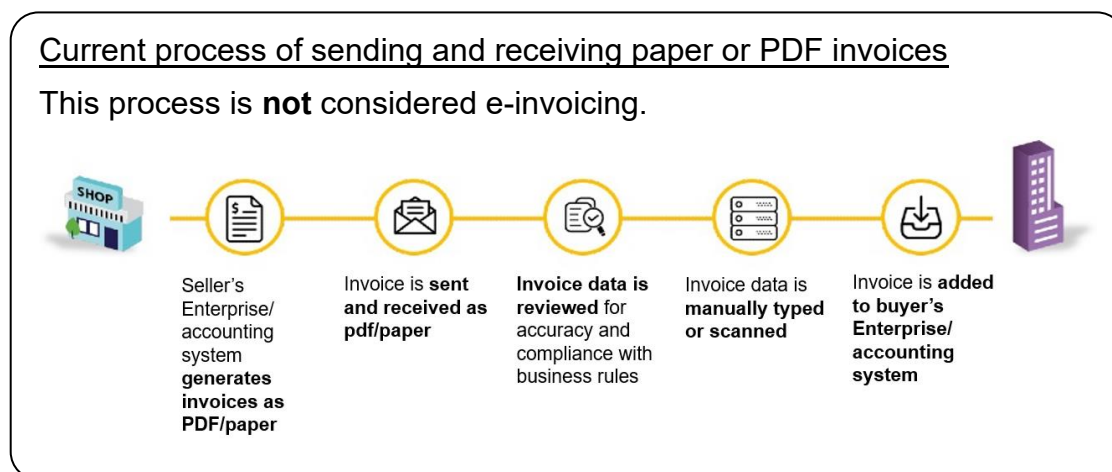 Current process of sending and receiving paper or PDF invoices
This process is not considered e-invoicing.
SHOP
$
Seller's
Enterprise/
accounting
system
generates
invoices as
PDF/paper
Invoice is sent
and received as
pdf/paper
Invoice data is
reviewed for
accuracy and
compliance with
business rules
Invoice data is
manually typed
or scanned
Invoice is added
to buyer's
Enterprise/
accounting
system